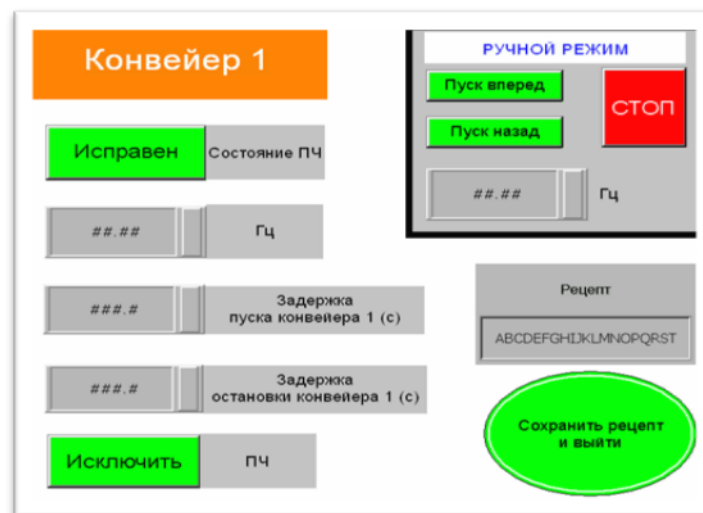 Конвейер 1
РУЧНОЙ РЕЖИМ
Пуск вперед
СТОП
Пуск назад
##.##
Гц
Исправен
Состояние ПЧ
##.##
Гц
###.#
Задержка
пуска конвейера 1 (с)
###.#
Задержка
остановки конвейера 1 (с)
Исключить
ПЧ
Рецепт
ABCDEFGHIJKLMNOPQRST
Сохранить рецепт
и выйти